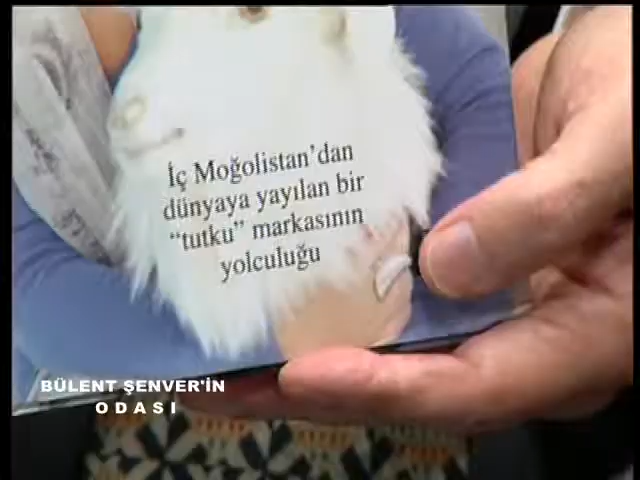 İç Moğolistan'dan
dünyaya yayılan bir
"tutku" markasının
yolculuğu
BÜLENT ŞENVER'İN
ODASI